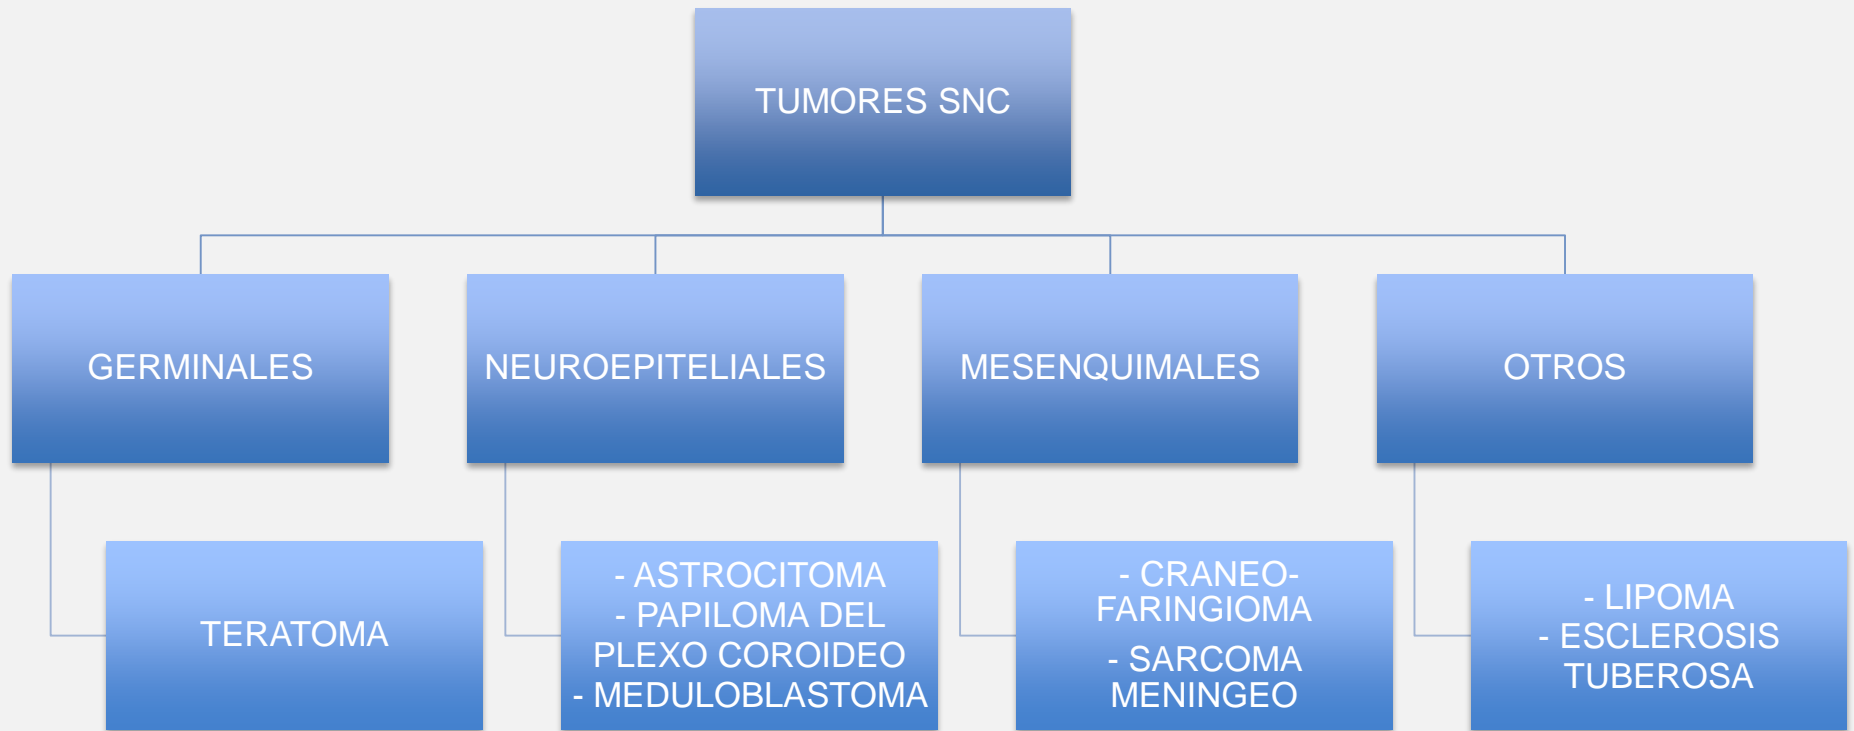 TUMORES SNC
GERMINALES
NEUROEPITELIALES
MESENQUIMALES
OTROS
TERATOMA
- ASTROCITOMA
- PAPILOMA DEL
PLEXO COROIDEO
- MEDULOBLASTOMA
- CRANEO-
FARINGIOMA
- SARCOMA
MENINGEO
- LIPOMA
- ESCLEROSIS
TUBEROSA